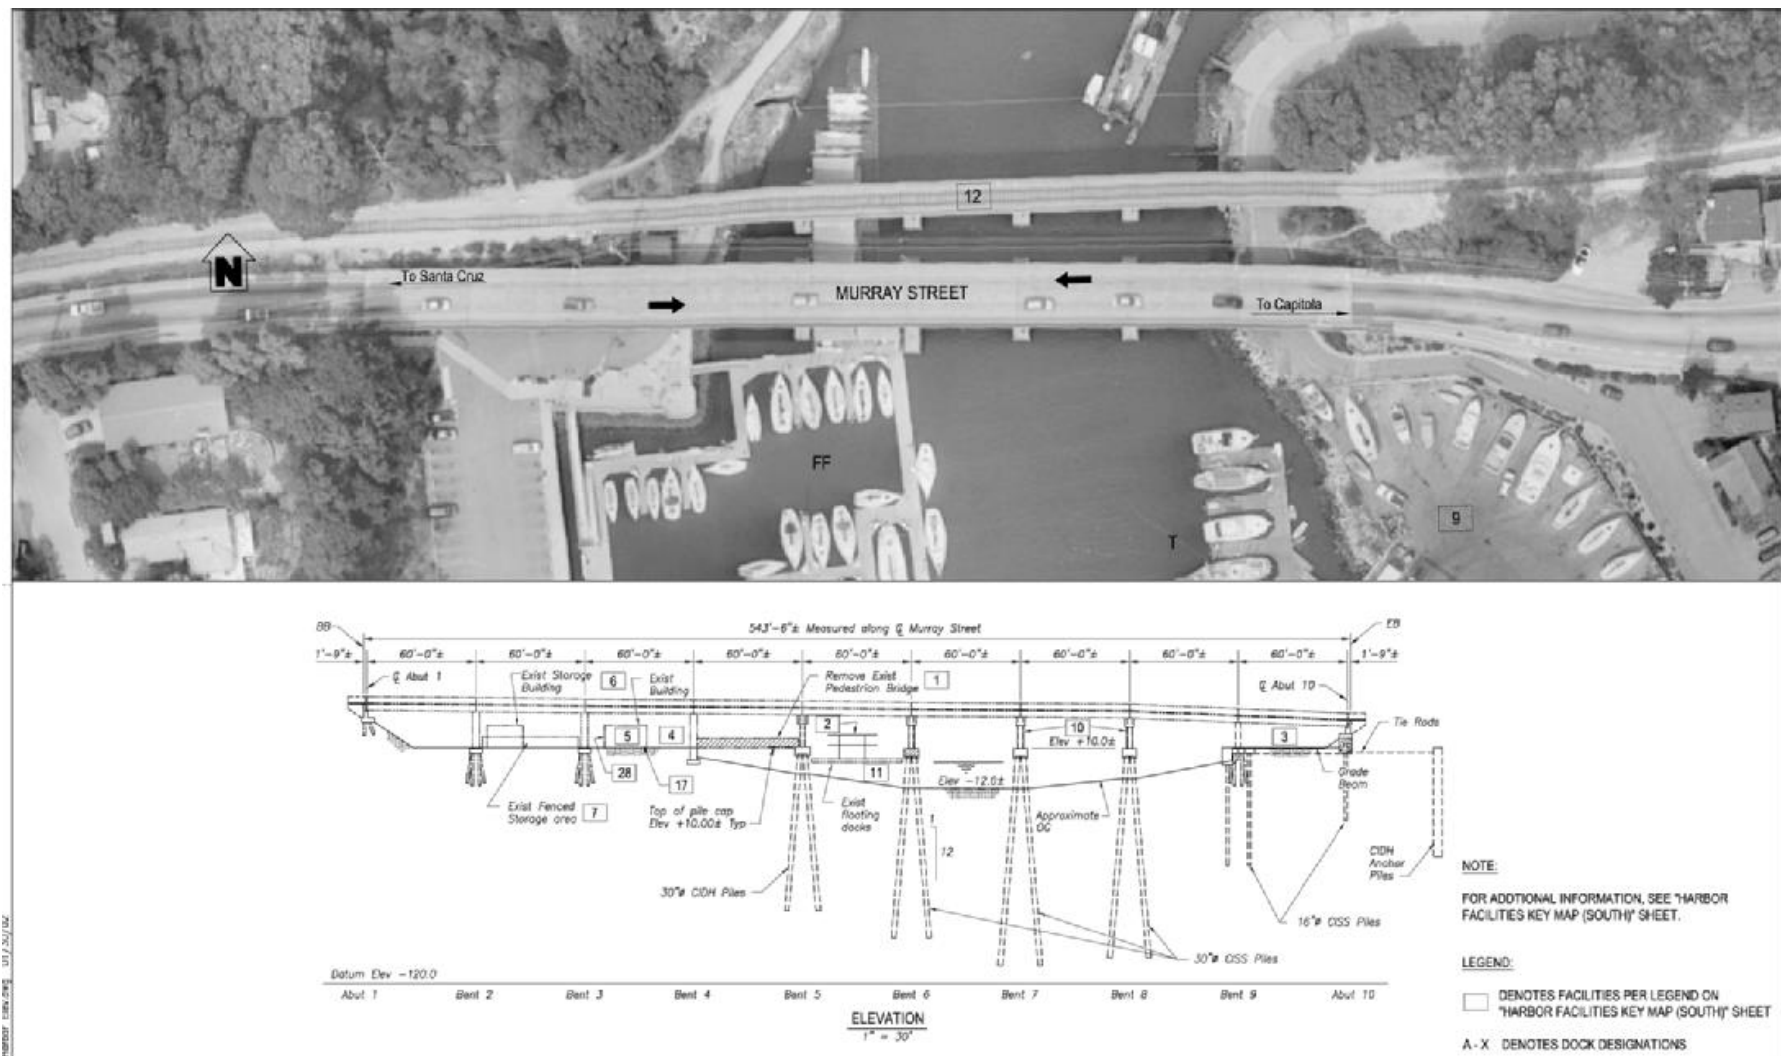 12
N
To Santa Cruz
MURRAY STREET
To Capitola
FF
T
9
BB
543'-6"± Measured along ℄ Murray Street
EB
1'-9"± 60'-0"± 60'-0"± 60'-0"± 60'-0"± 60'-0"± 60'-0"± 60'-0"± 60'-0"± 60'-0"± 1'-9"±
℄ Abut 1
Exist Storage
Building
6
Exist
Building
Remove Exist
Pedestrion Bridge
1
℄ Abut 10
Tie Rods
5
4
2
10
Elev +10.0±
3
28
17
11
Elev -12.0±
Grade
Beam
Exist Fenced
Storage area
7
Top of pile cap
Elev +10.00± Typ
Exist
floating
docks
Approximate
OG
1
12
CIDH
Anchor
Piles
30"ø CIDH Piles
16"ø CISS Piles
30"ø CISS Piles
Datum Elev -120.0
Abut 1 Bent 2 Bent 3 Bent 4 Bent 5 Bent 6 Bent 7 Bent 8 Bent 9 Abut 10
ELEVATION
1" = 30'
NOTE:
FOR ADDTIONAL INFORMATION, SEE "HARBOR
FACILITIES KEY MAP (SOUTH)" SHEET.
LEGEND:
DENOTES FACILITIES PER LEGEND ON
"HARBOR FACILITIES KEY MAP (SOUTH)" SHEET
A - X DENOTES DOCK DESIGNATIONS